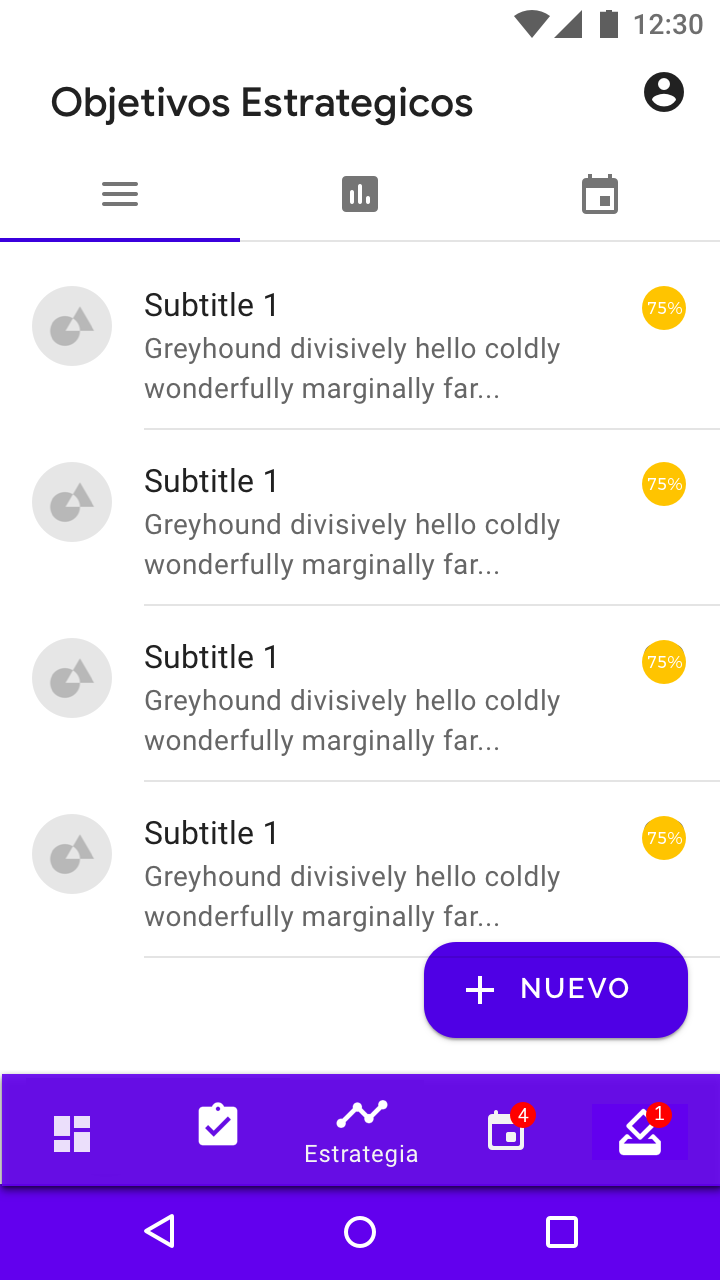 12:30
Objetivos Estrategicos
Subtitle 1
75%
Greyhound divisively hello coldly
wonderfully marginally far...
Subtitle 1
75%
Greyhound divisively hello coldly
wonderfully marginally far...
Subtitle 1
75%
Greyhound divisively hello coldly
wonderfully marginally far...
Subtitle 1
75%
Greyhound divisively hello coldly
wonderfully marginally far...
NUEVO
4
1
Estrategia